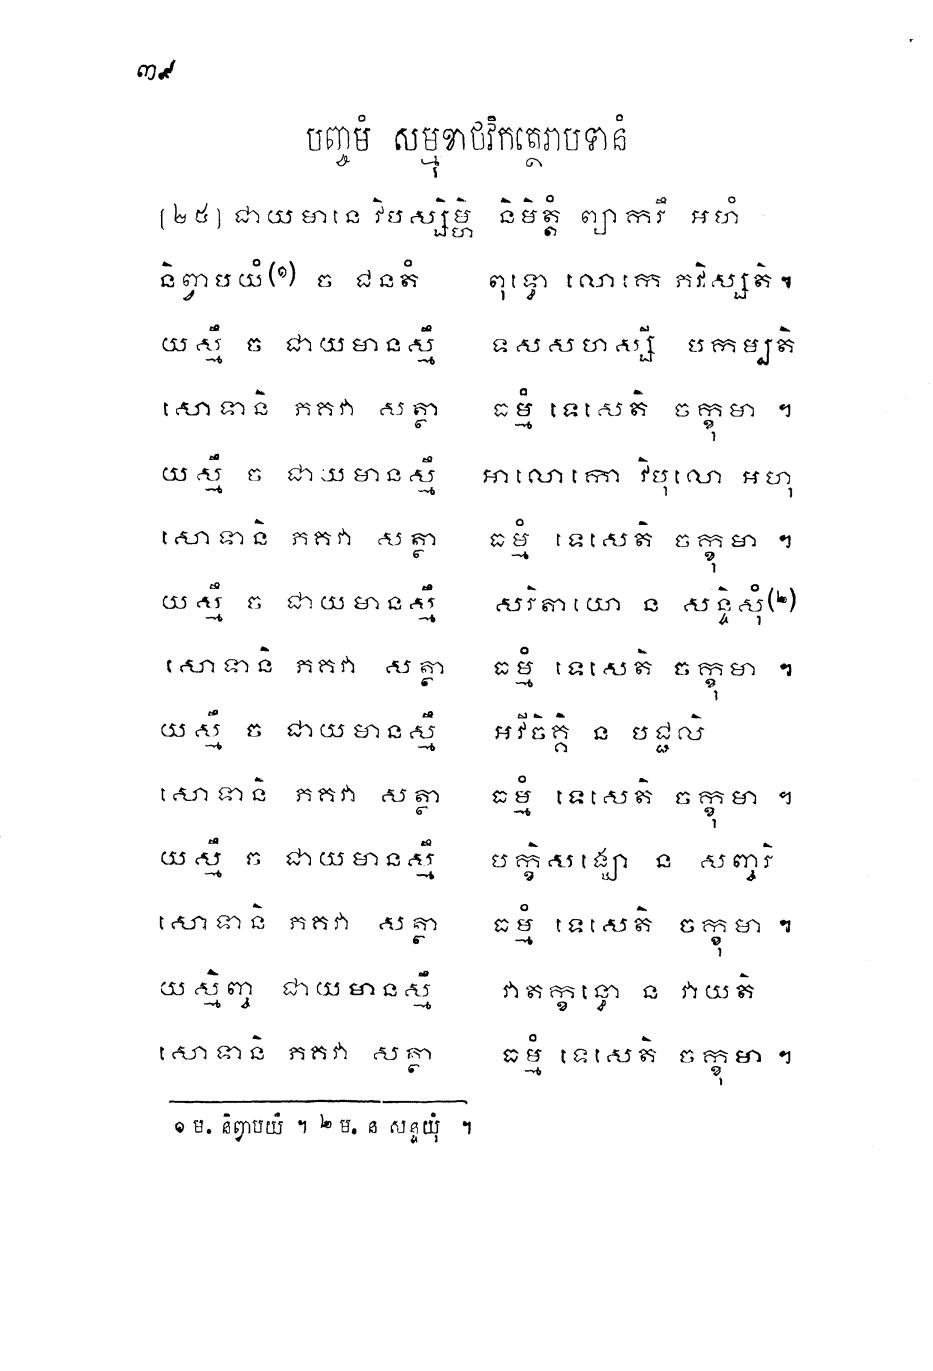 ៣៩
បញ្ចមំ សម្មុខាថវិកត្ថេរាបទានំ
[២៥] ជាយមានេ វិបស្សិម្ហិ និមិត្តំ ព្យាករឹ អហំ
និព្វាបយំ(១) ច ជនតំ ពុទ្ធោ លោកេ ភវិស្សតិ។
យស្មឹ ច ជាយមានស្មឹ ទសសហស្សី បកម្បតិ
សោទានិ ភគវា សត្ថា ធម្មំ ទេសេតិ ចក្ខុមា ។
យស្មឹ ច ជាយមានស្មឹ អាលោកោ វិបុលោ អហុ
សោទានិ ភគវា សត្ថា ធម្មំ ទេសេតិ ចក្ខុមា ។
យស្មឹ ច ជាយមានស្មឹ សរិតាយោ ន សន្ទិសុំ(២)
សោទានិ ភគវា សត្ថា ធម្មំ ទេសេតិ ចក្ខុមា ។
យស្មឹ ច ជាយមានស្មឹ អវីចិគ្គិ ន បជ្ជលិ
សោទានិ ភគវា សត្ថា ធម្មំ ទេសេតិ ចក្ខុមា ។
យស្មឹ ច ជាយមានស្មឹ បក្ខិសង្ឃោ ន សញ្ចរិ
សោទានិ ភគវា សត្ថា ធម្មំ ទេសេតិ ចក្ខុមា ។
យស្មិញ្ច ជាយមានស្មឹ វាតក្ខន្ធោ ន វាយតិ
សោទានិ ភគវា សត្ថា ធម្មំ ទេសេតិ ចក្ខុមា ។
១ ម. និព្វាបយឹ ។ ២ ម. ន សន្ទយុំ ។